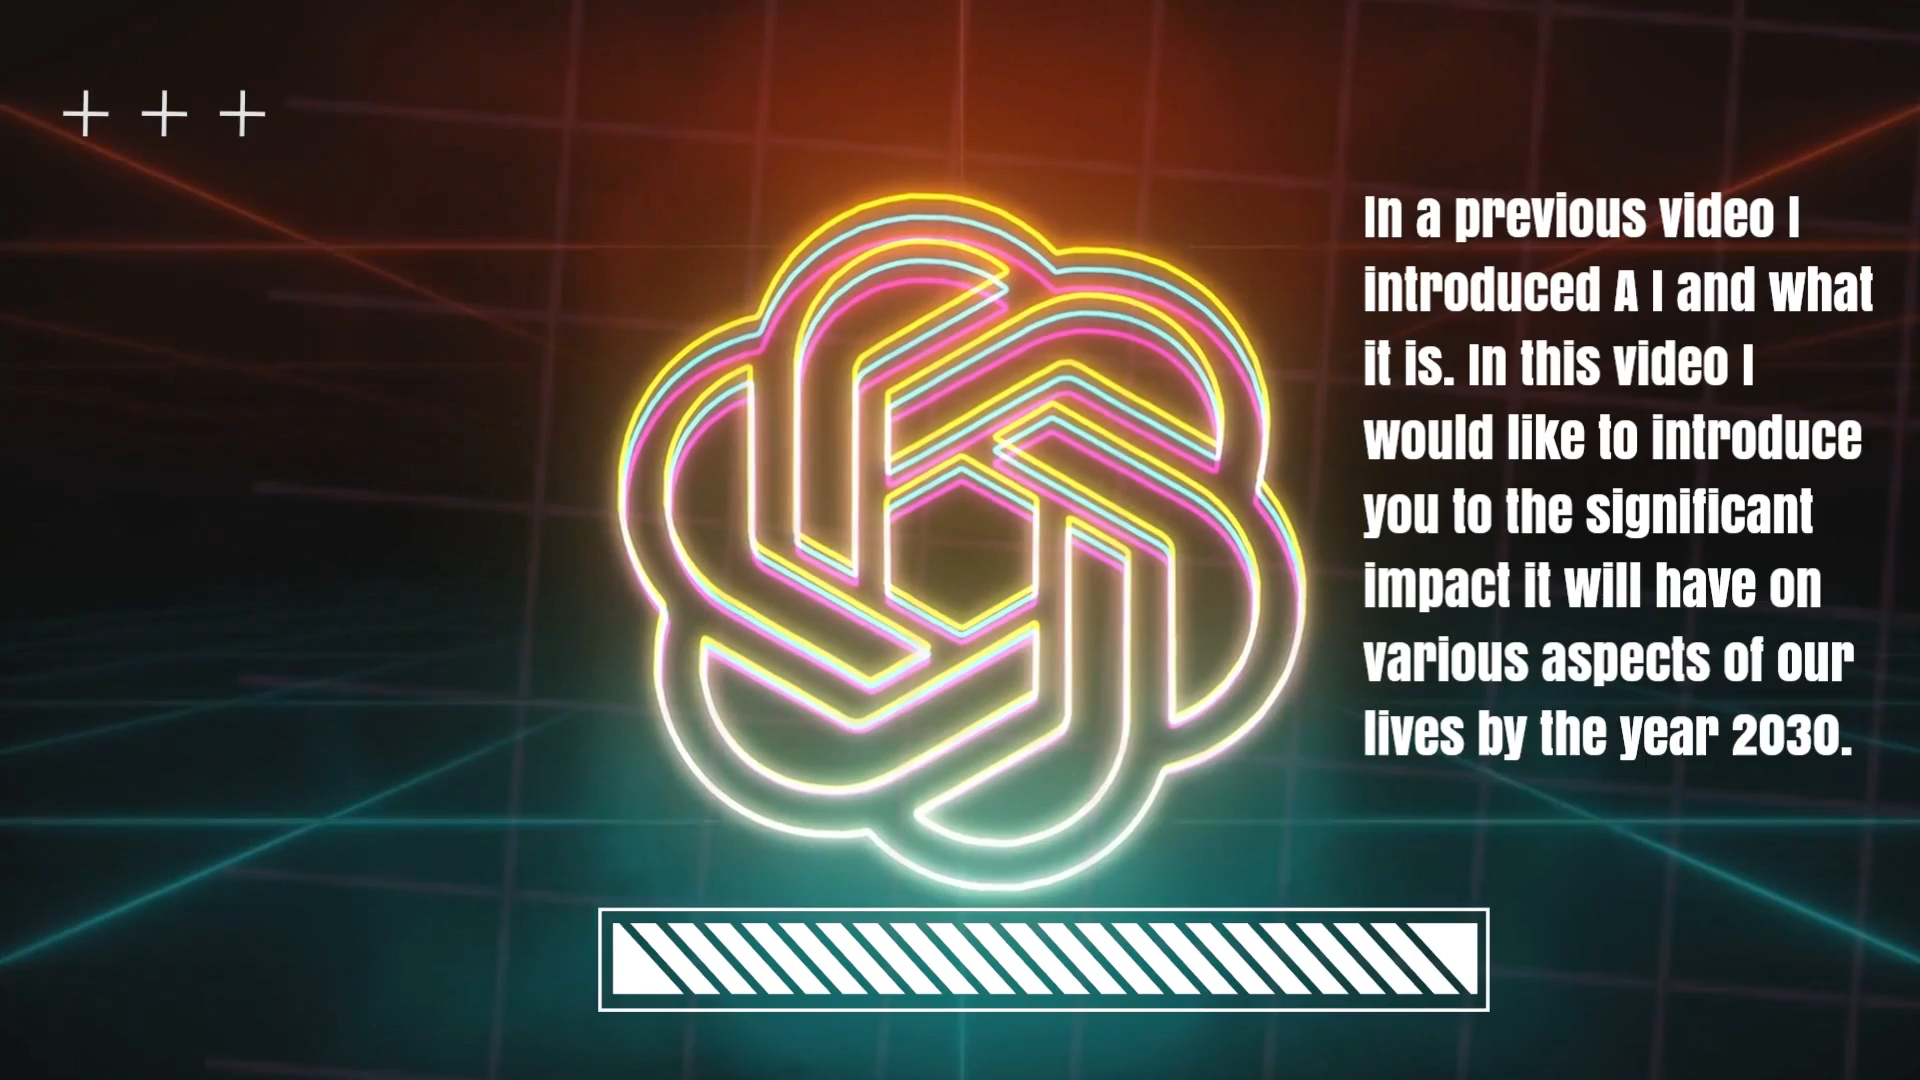 + + +
In a previous video I
introduced A I and what
it is. In this video I
would like to introduce
you to the significant
impact it will have on
various aspects of our
lives by the year 2030.